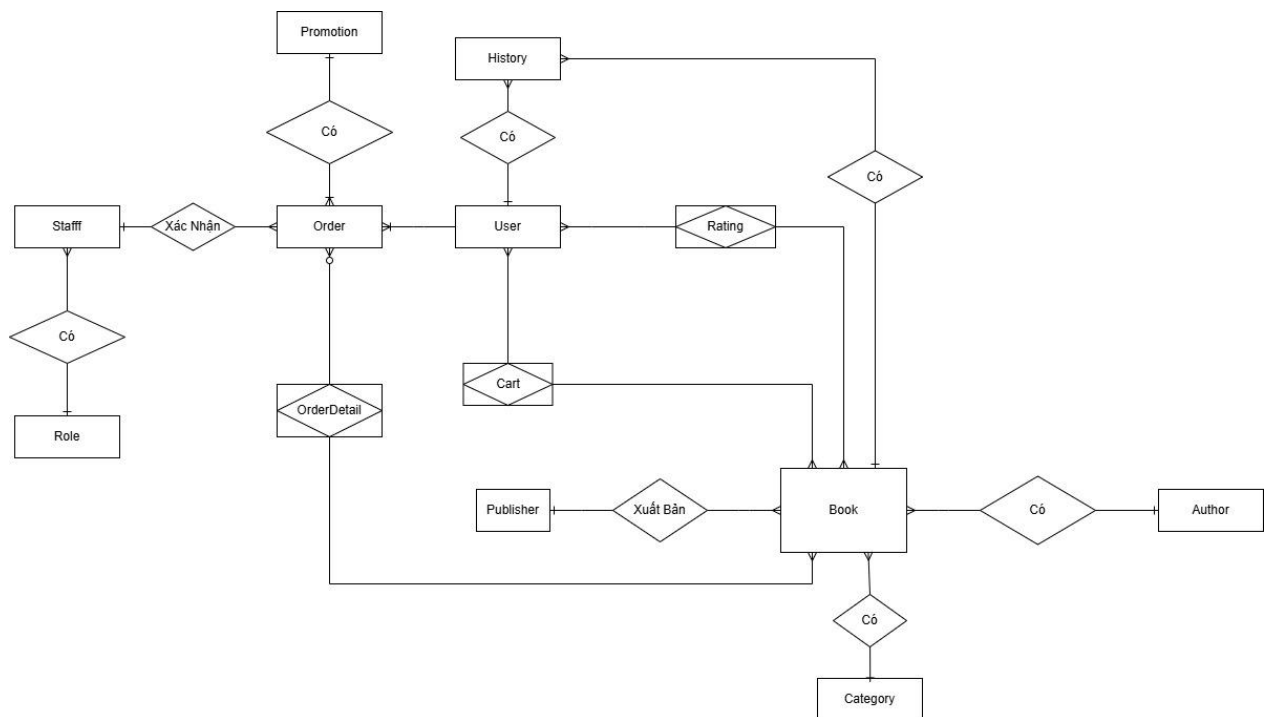 Promotion
History
Có
Có
Có
Stafff
Xác Nhận
Order
User
Rating
Có
Cart
OrderDetail
Role
Publisher
Xuất Bản
Book
Có
Author
Có
Category